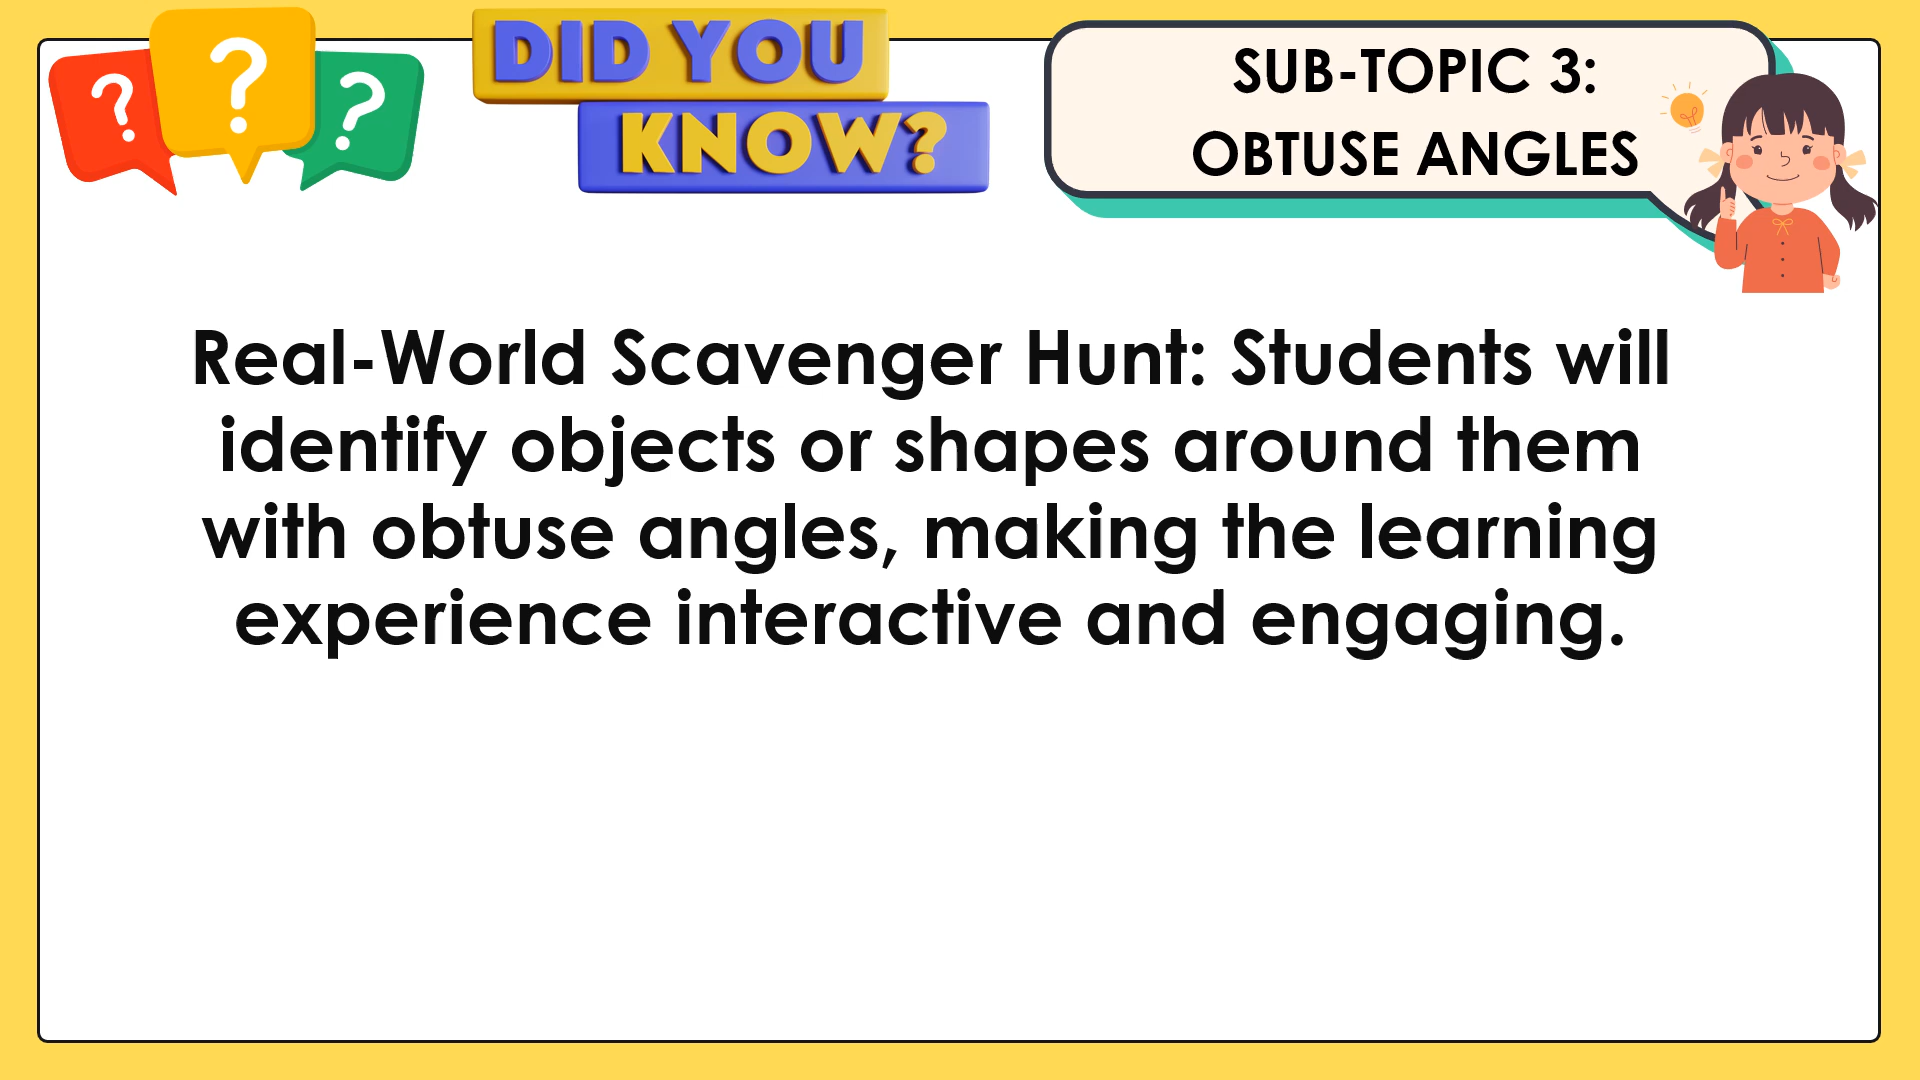 ? ? ?
DID YOU
KNOW?
SUB-TOPIC 3:
OBTUSE ANGLES
Real-World Scavenger Hunt: Students will
identify objects or shapes around them
with obtuse angles, making the learning
experience interactive and engaging.